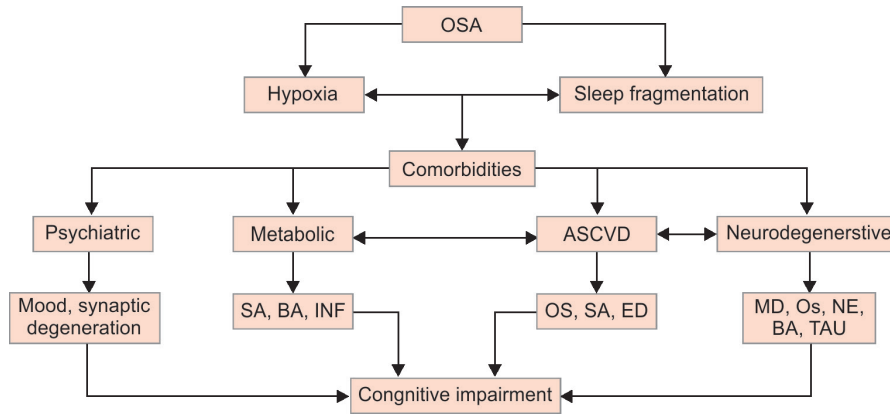 OSA
Hypoxia
Sleep fragmentation
Comorbidities
Psychiatric
Metabolic
ASCVD
Neurodegenerstive
Mood, synaptic
degeneration
SA, BA, INF
OS, SA, ED
MD, Os, NE,
BA, TAU
Congnitive impairment